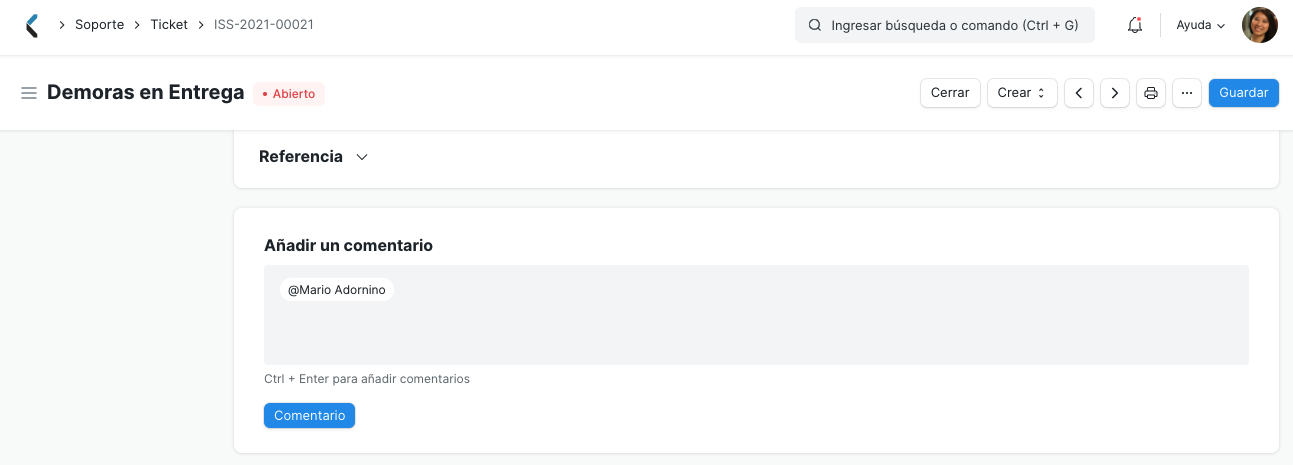 Soporte Ticket ISS-2021-00021
Ingresar búsqueda o comando (Ctrl + G)
Ayuda
Demoras en Entrega
Abierto
Cerrar
Crear
Guardar
Referencia
Añadir un comentario
@Mario Adornino
Ctrl + Enter para añadir comentarios
Comentario